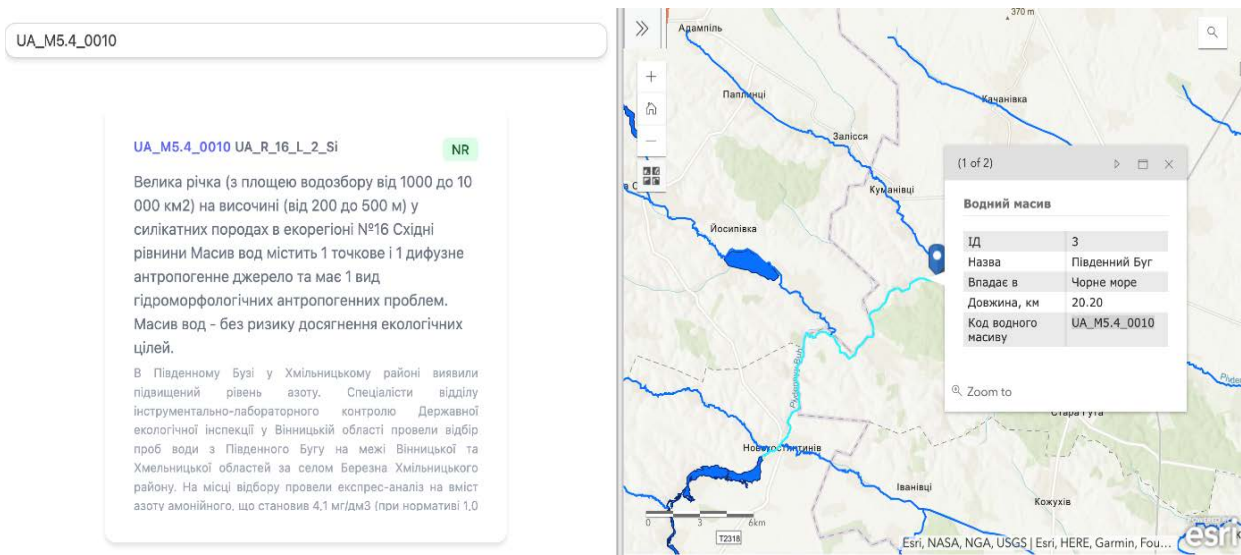 UA_M5.4_0010
UA_M5.4_0010 UA_R_16_L_2_Si
NR
Велика річка (з площею водозбору від 1000 до 10
000 км2) на височині (від 200 до 500 м) у
силікатних породах в екорегіоні №16 Східні
рівнини Масив вод містить 1 точкове і 1 дифузне
антропогенне джерело та має 1 вид
гідроморфологічних антропогенних проблем.
Масив вод - без ризику досягнення екологічних
цілей.
В Південному Бузі у Хмільницькому районі виявили
підвищений рівень азоту. Спеціалісти відділу
інструментально-лабораторного контролю Державної
екологічної інспекції у Вінницькій області провели відбір
проб води з Південного Бугу на межі Вінницької та
Хмельницької областей за селом Березна Хмільницького
району. На місці відбору провели експрес-аналіз на вміст
азоту амонійного, що становив 4,1 мг/дм3 (при нормативі 1,0
370 m
Адампіль
Паплинці
Качанівка
Залісся
Куманівці
Йосипівка
(1 of 2)
Водний масив
ІД 3
Назва Південний Буг
Впадає в Чорне море
Довжина, км 20.20
Код водного UA_M5.4_0010
масиву
Zoom to
Стара Гута
Pivdennyy Buh
Новокостянтинів
Іванівці
Кожухів
0 3 6km
T2318
Esri, NASA, NGA, USGS | Esri, HERE, Garmin, Fou...
esri